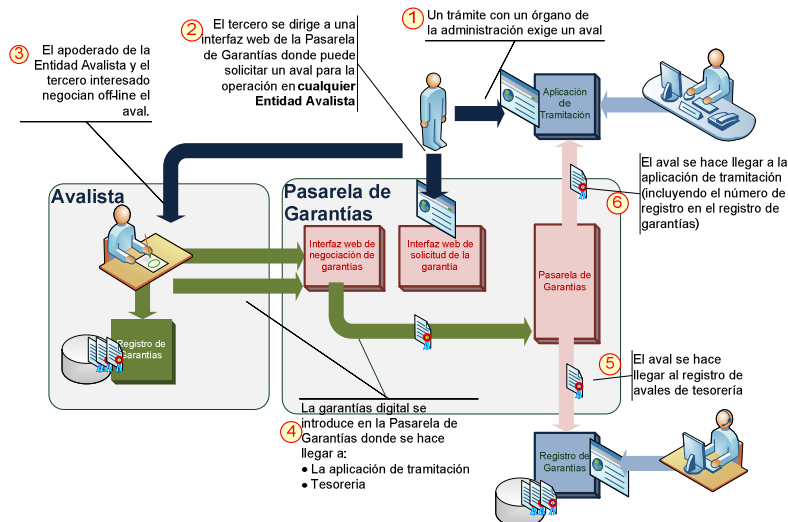 1
Un trámite con un órgano de
la administración exige un aval
2
El tercero se dirige a una
interfaz web de la Pasarela
de Garantías donde puede
solicitar un aval para la
operación en cualquier
Entidad Avalista
3
El apoderado de la
Entidad Avalista y el
tercero interesado
negocian off-line el
aval.
Aplicación
de
Tramitación
El aval se hace llegar a la
aplicación de tramitación
(incluyendo el número de
registro en el registro de
garantías)
6
Avalista
Pasarela de
Garantías
Interfaz web de
negociación de
garantías
Interfaz web de
solicitud de la
garantia
Pasarela de
Garantias
Registro de
Garantías
5
El aval se hace
llegar al registro de
avales de tesorería
4
La garantías digital se
introduce en la Pasarela de
Garantías donde se hace
llegar a:
• La aplicación de tramitación
• Tesoreria
Registro de
Garantías